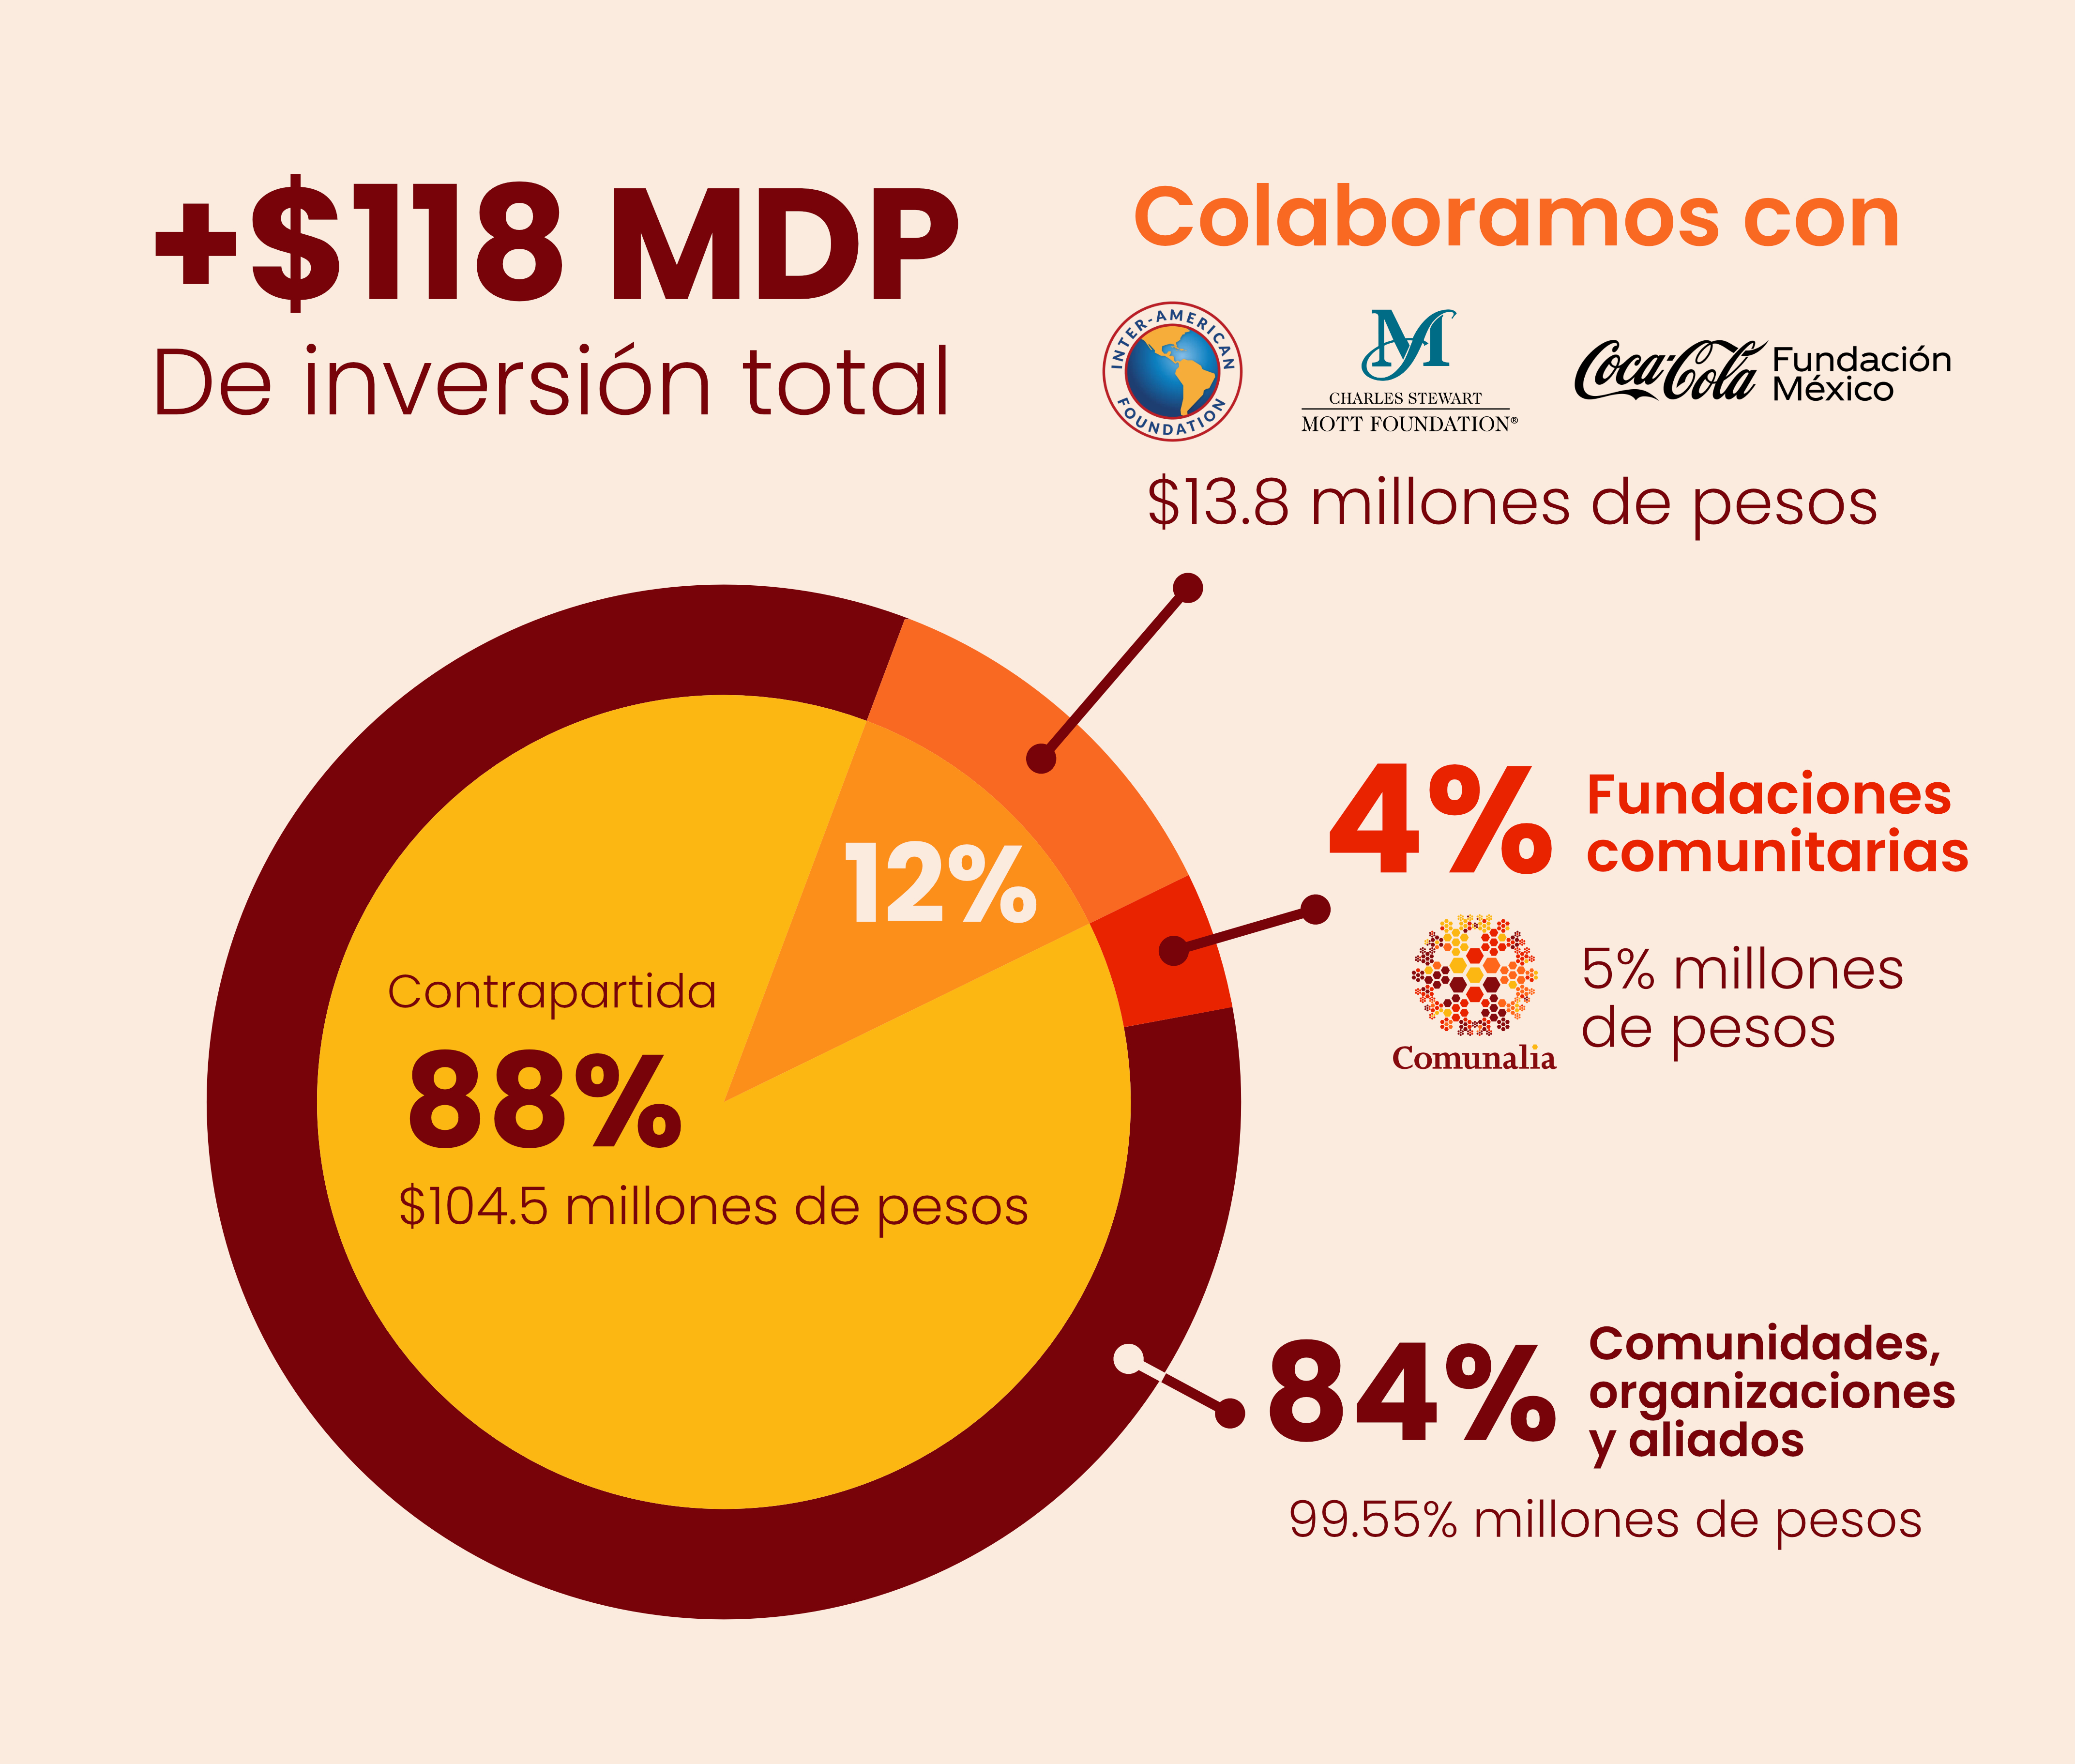 +$118 MDP
De inversión total
Colaboramos con
INTER-AMERICAN
FOUNDATION
M
CHARLES STEWART
MOTT FOUNDATION®
Coca-Cola Fundación
México
$13.8 millones de pesos
12%
Contrapartida
88%
$104.5 millones de pesos
4% Fundaciones
comunitarias
Comunalia
5% millones
de pesos
84% Comunidades,
organizaciones
y aliados
99.55% millones de pesos